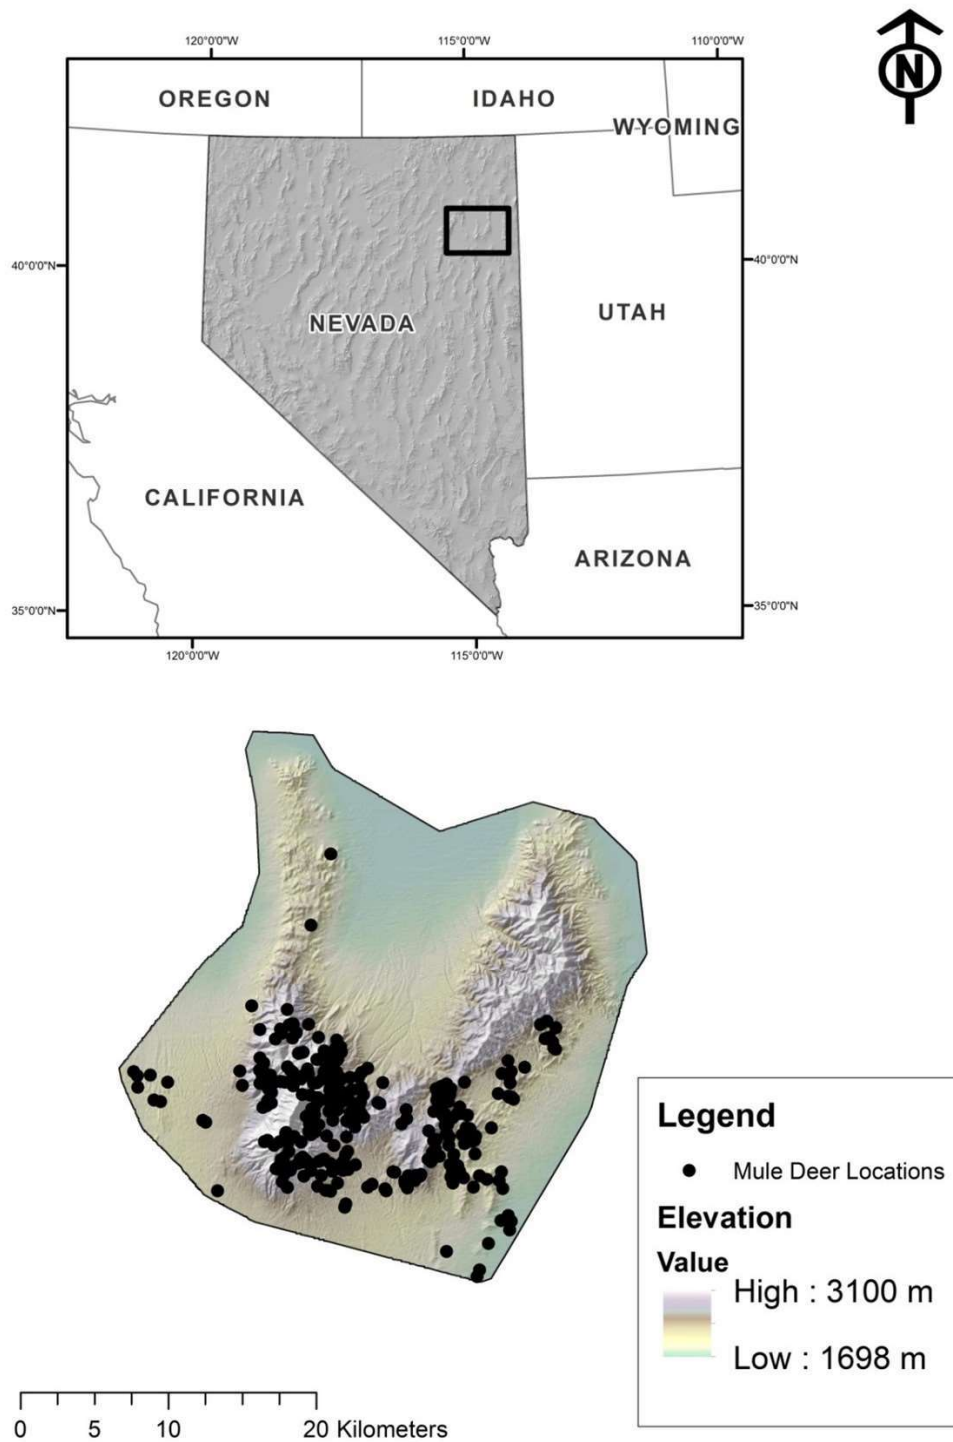 120°0'0"W 115°0'0"W 110°0'0"W
N
OREGON IDAHO
WYOMING
40°0'0"N 40°0'0"N
UTAH
NEVADA
CALIFORNIA
ARIZONA
35°0'0"N 35°0'0"N
120°0'0"W 115°0'0"W
Legend
Mule Deer Locations
Elevation
Value
High : 3100 m
Low : 1698 m
0 5 10 20 Kilometers